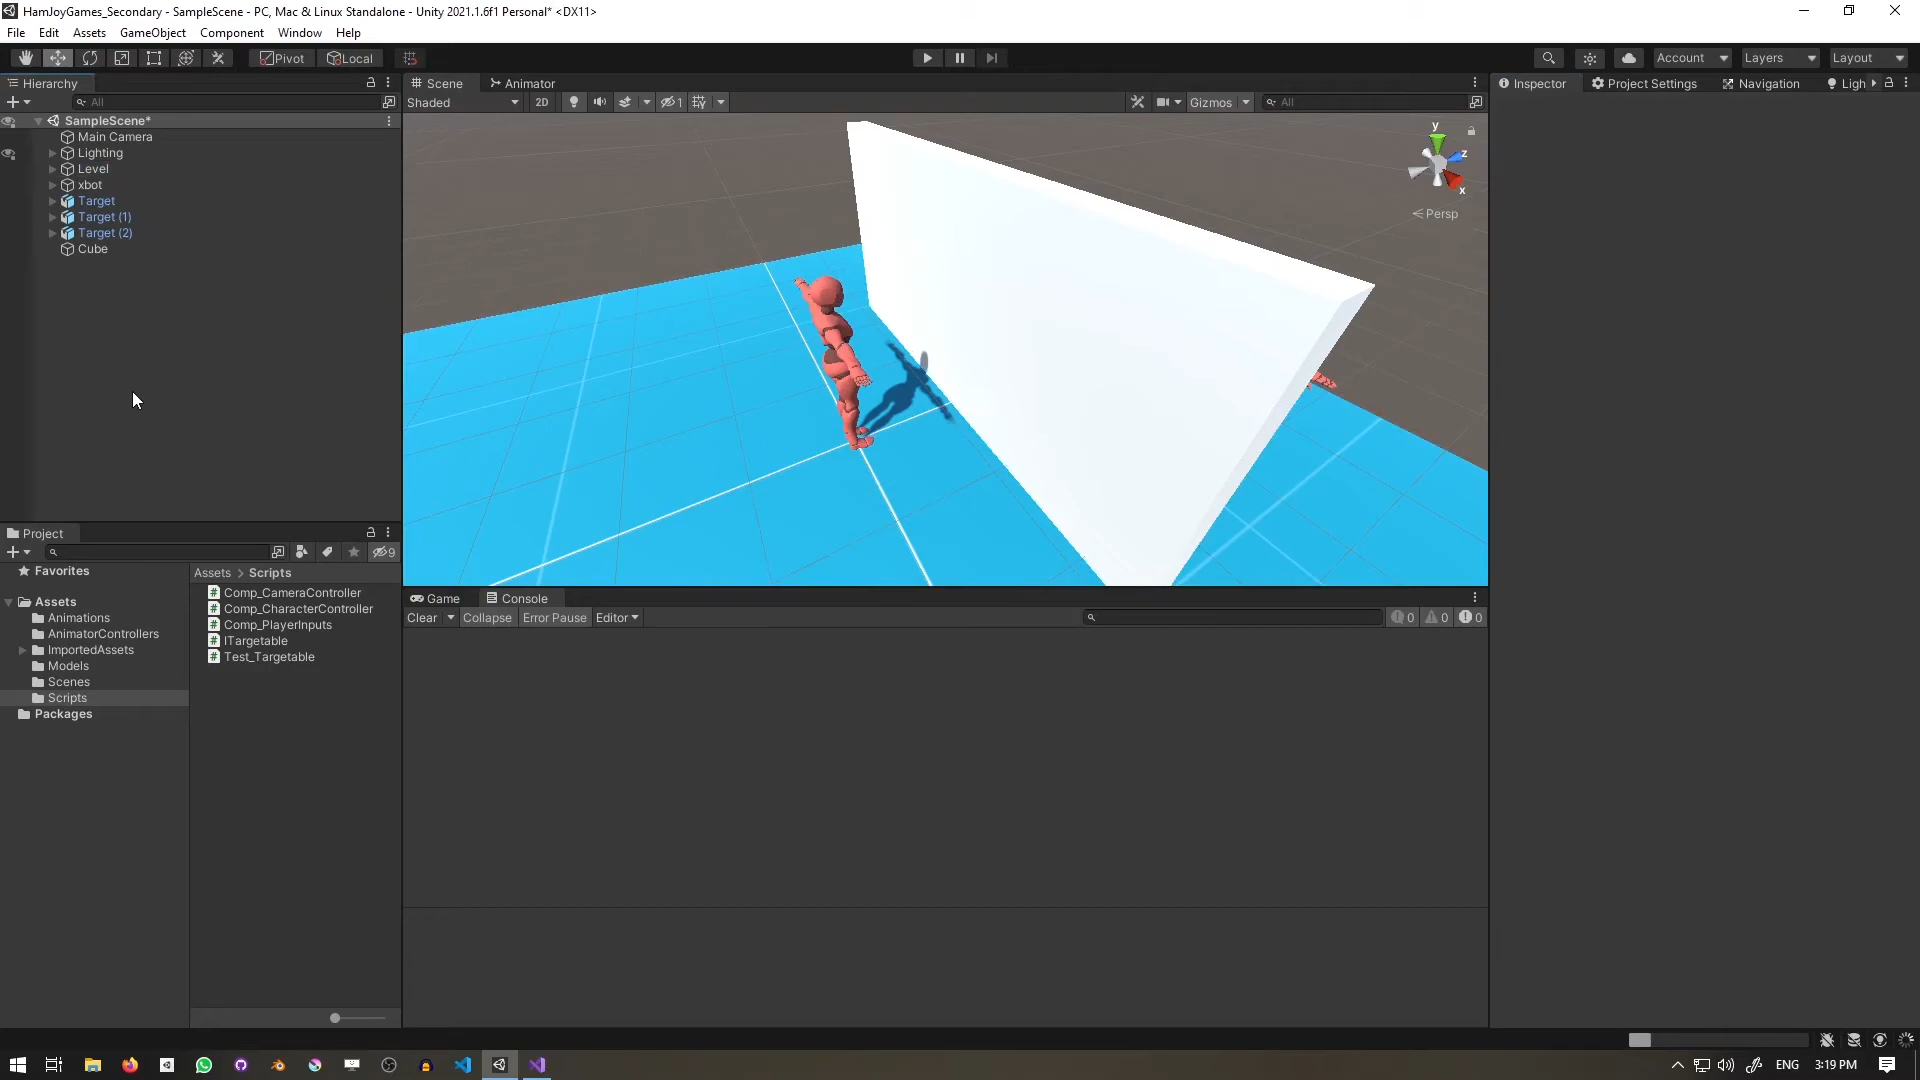 HamJoyGames_Secondary - SampleScene - PC, Mac & Linux Standalone - Unity 2021.1.6f1 Personal* <DX11>
File Edit Assets GameObject Component Window Help
Pivot Local Account Layers Layout
Hierarchy
All
SampleScene*
Main Camera
Lighting
Level
xbot
Target
Target (1)
Target (2)
Cube
Scene Animator
Shaded 2D 1 Gizmos All
y
z
x
Persp
Inspector Project Settings Navigation Ligh
Project
9
Favorites
Assets
Animations
AnimatorControllers
ImportedAssets
Models
Scenes
Scripts
Packages
Assets > Scripts
Comp_CameraController
Comp_CharacterController
Comp_PlayerInputs
ITargetable
Test_Targetable
Game Console
Clear Collapse Error Pause Editor 0 0 0
ENG 3:19 PM